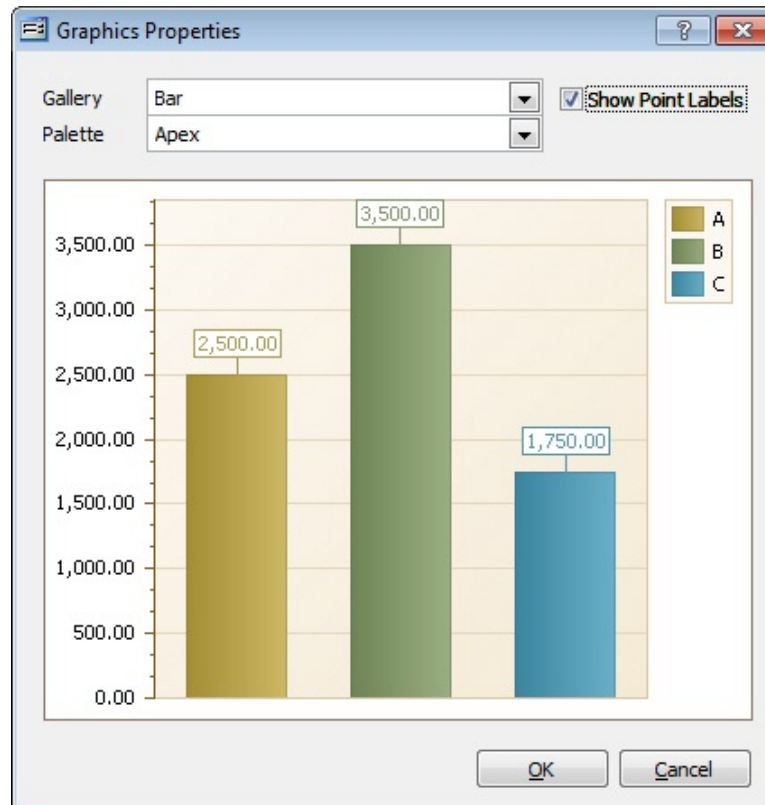 Graphics Properties
Gallery Bar Show Point Labels
Palette Apex
3,500.00 A
3,500.00 B
3,000.00 C
2,500.00
2,500.00
2,000.00 1,750.00
1,500.00
1,000.00
500.00
0.00
OK Cancel